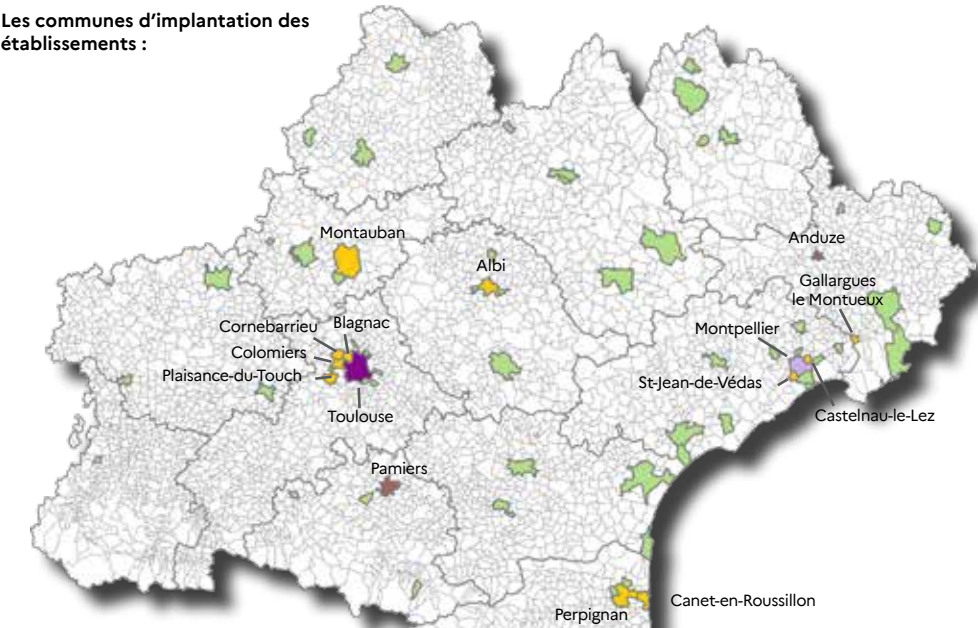 Les communes d'implantation des
établissements :
Montauban
Albi
Anduze
Gallargues
le Montueux
Cornebarrieu
Blagnac
Montpellier
Colomiers
Plaisance-du-Touch
St-Jean-de-Védas
Toulouse
Castelnau-le-Lez
Pamiers
Canet-en-Roussillon
Perpignan